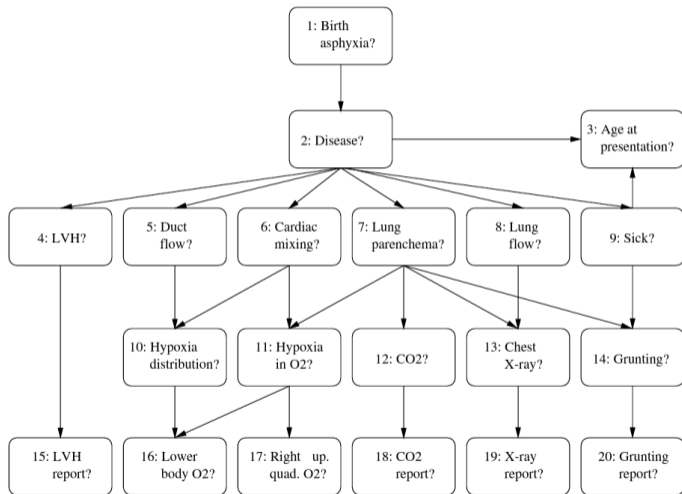 1: Birth
asphyxia?
2: Disease?
3: Age at
presentation?
4: LVH?
5: Duct
flow?
6: Cardiac
mixing?
7: Lung
parenchema?
8: Lung
flow?
9: Sick?
10: Hypoxia
distribution?
11: Hypoxia
in O2?
12: CO2?
13: Chest
X-ray?
14: Grunting?
15: LVH
report?
16: Lower
body O2?
17: Right up.
quad. O2?
18: CO2
report?
19: X-ray
report?
20: Grunting
report?